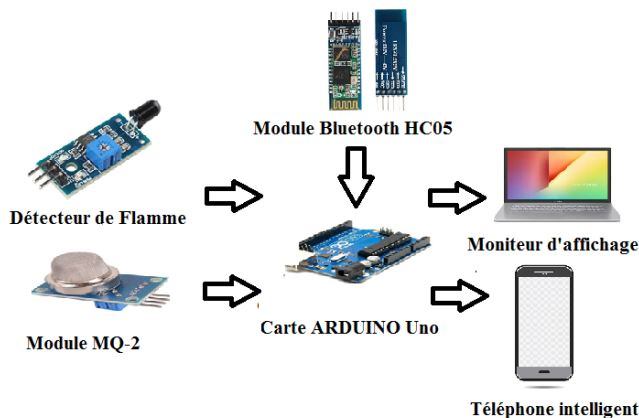 Module Bluetooth HC05
Détecteur de Flamme
Moniteur d'affichage
Module MQ-2
Carte ARDUINO Uno
Téléphone intelligent